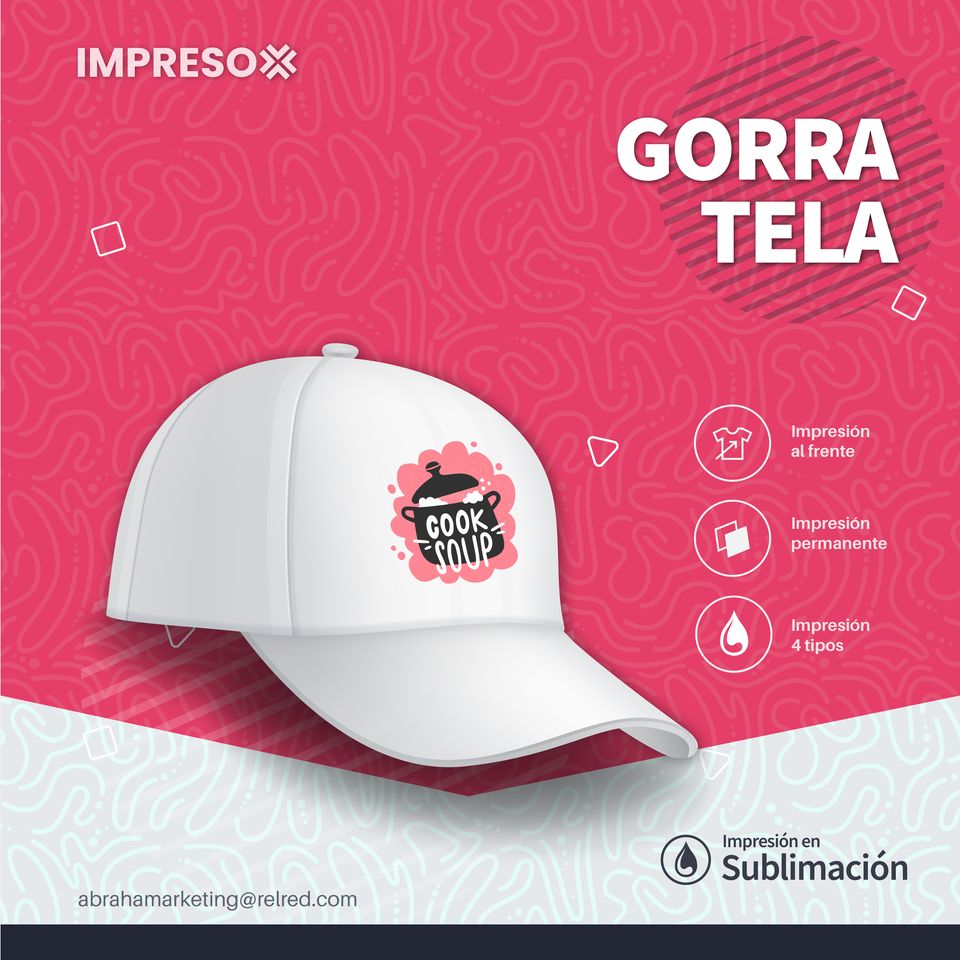 IMPRESOX
GORRA
TELA
Impresión
al frente
Impresión
permanente
Impresión
4 tipos
COOK
SOUP
Impresión en
Sublimación
abrahamarketing@relred.com